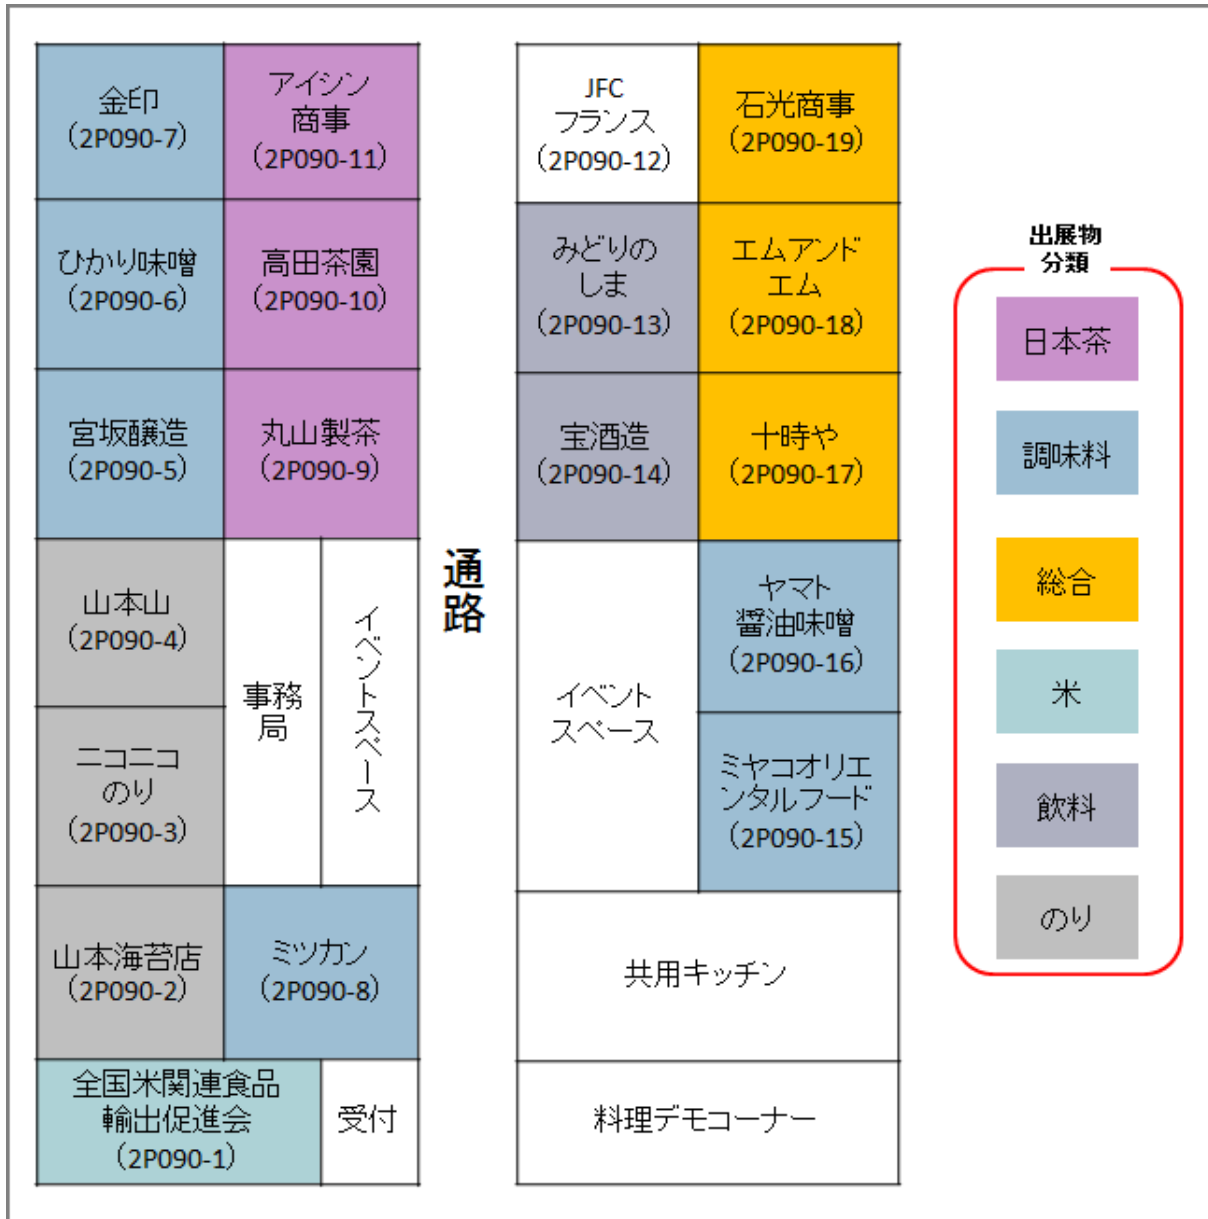 金印
(2P090-7)
アイシン
商事
(2P090-11)
ひかり味噌
(2P090-6)
高田茶園
(2P090-10)
宮坂醸造
(2P090-5)
丸山製茶
(2P090-9)
山本山
(2P090-4)
事務
局
イベントスペース
ニコニコ
のり
(2P090-3)
山本海苔店
(2P090-2)
ミツカン
(2P090-8)
全国米関連食品
輸出促進会
(2P090-1)
受付
通路
JFC
フランス
(2P090-12)
石光商事
(2P090-19)
みどりの
しま
(2P090-13)
エムアンド
エム
(2P090-18)
宝酒造
(2P090-14)
十時や
(2P090-17)
イベント
スペース
ヤマト
醤油味噌
(2P090-16)
ミヤコオリエ
ンタルフード
(2P090-15)
共用キッチン
料理デモコーナー
出展物
分類
日本茶
調味料
総合
米
飲料
のり